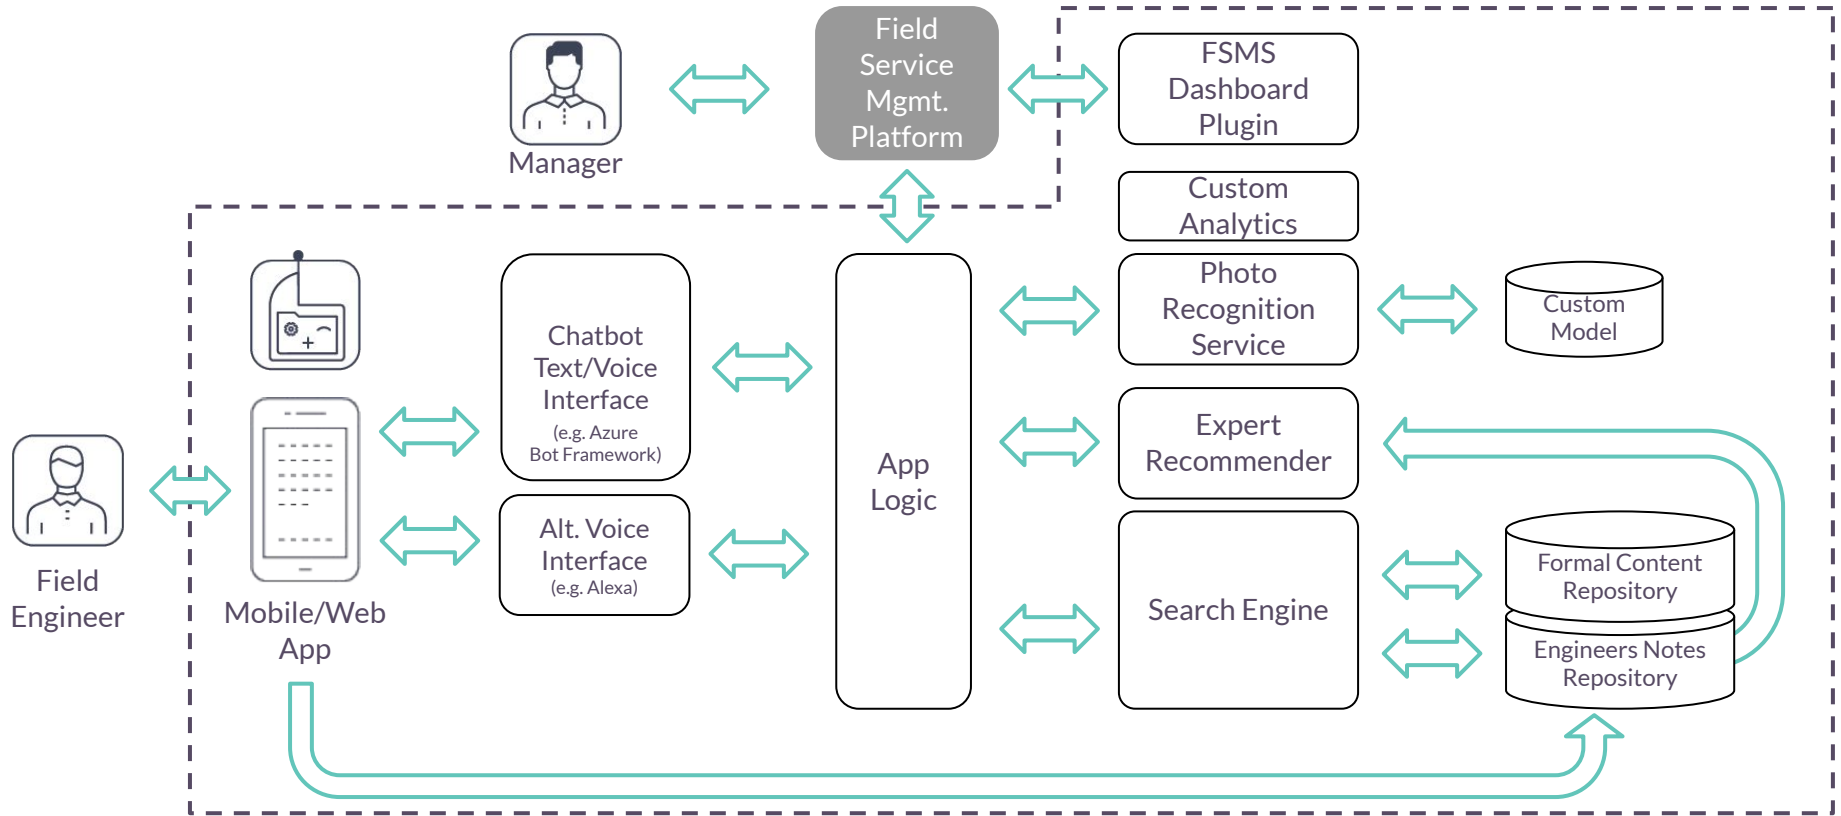 Field
Service
Mgmt.
Platform
FSMS
Dashboard
Plugin
Manager
Custom
Analytics
Photo
Recognition
Service
Custom
Model
Chatbot
Text/Voice
Interface
(e.g. Azure
Bot Framework)
Expert
Recommender
App
Logic
Alt. Voice
Interface
(e.g. Alexa)
Field
Engineer
Mobile/Web
App
Search Engine
Formal Content
Repository
Engineers Notes
Repository